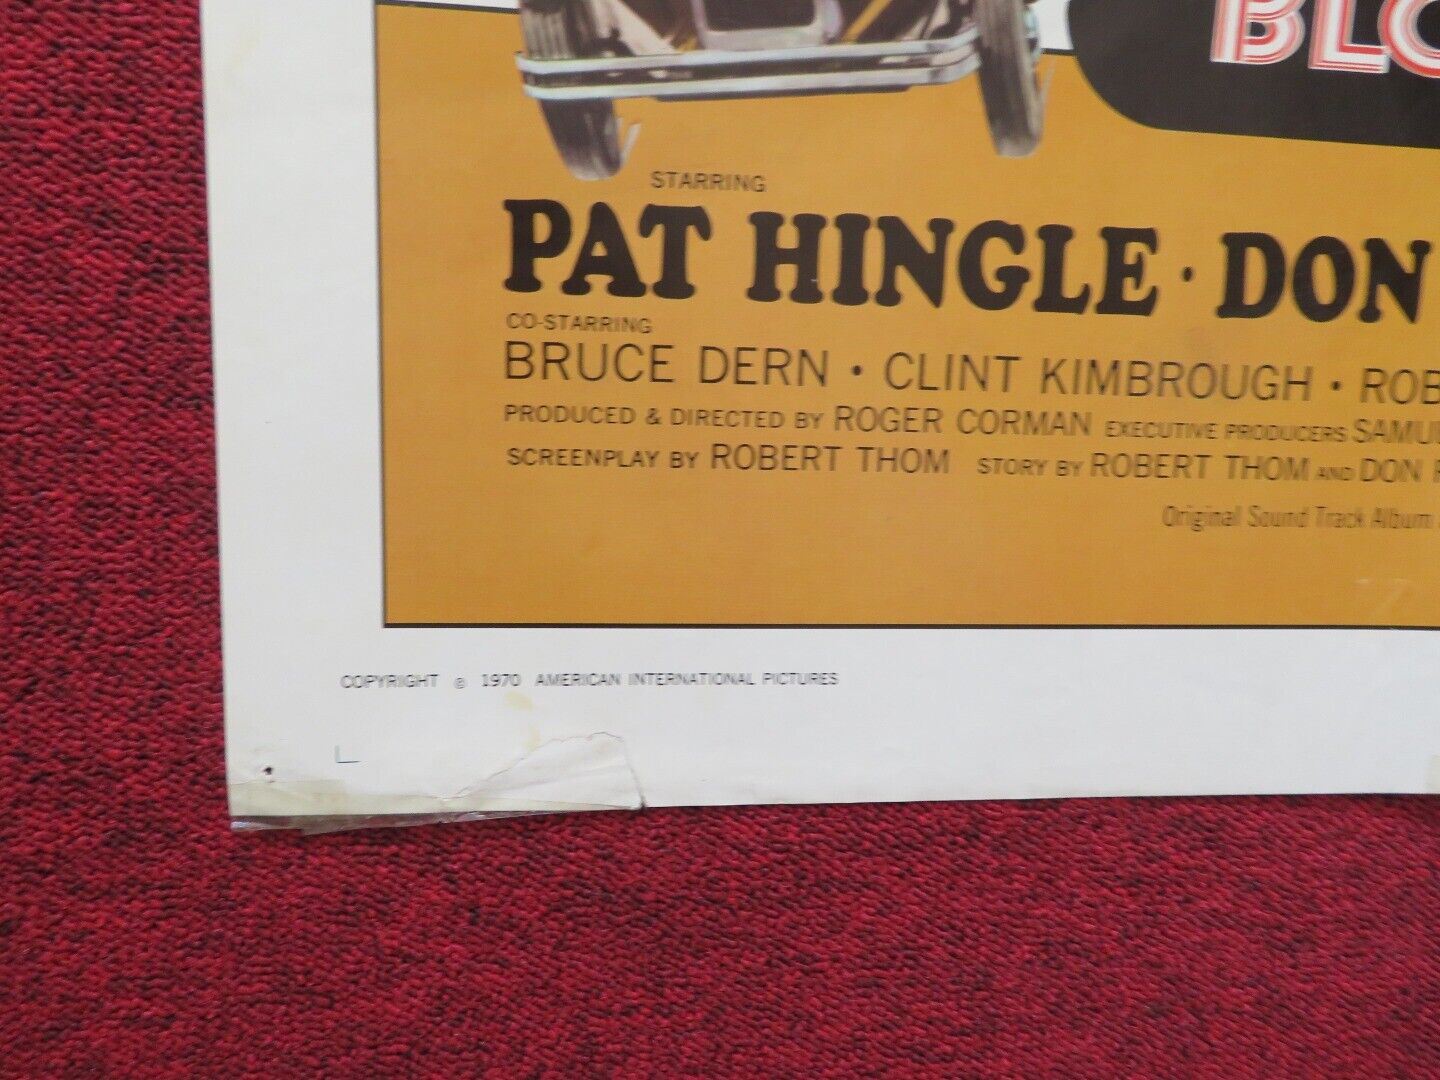 BLO
STARRING
PAT HINGLE · DON
CO-STARRING
BRUCE DERN • CLINT KIMBROUGH • ROB
PRODUCED & DIRECTED BY ROGER CORMAN EXECUTIVE PRODUCERS SAMU
SCREENPLAY BY ROBERT THOM STORY BY ROBERT THOM AND DON
Original Sound Track Album
COPYRIGHT © 1970 AMERICAN INTERNATIONAL PICTURES